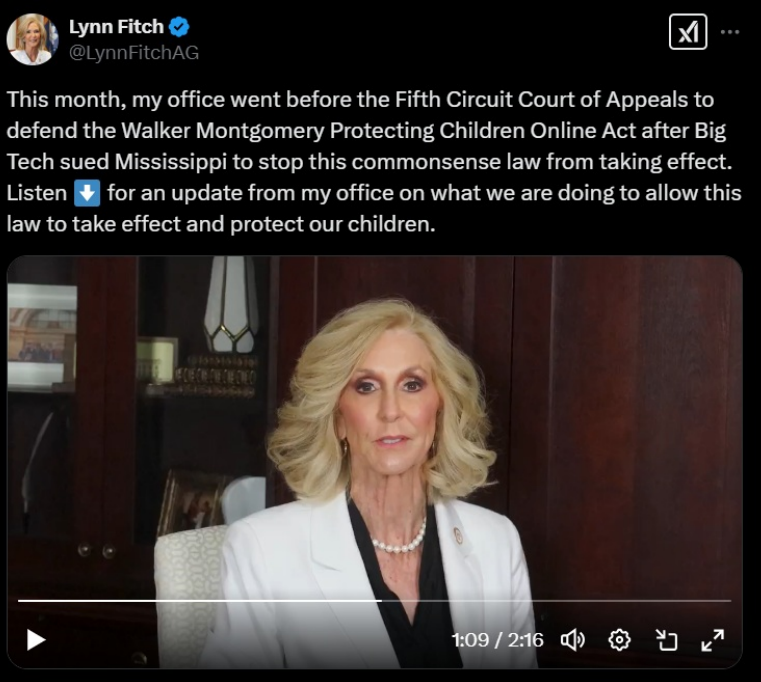 Lynn Fitch
@LynnFitchAG
This month, my office went before the Fifth Circuit Court of Appeals to
defend the Walker Montgomery Protecting Children Online Act after Big
Tech sued Mississippi to stop this commonsense law from taking effect.
Listen ⬇️ for an update from my office on what we are doing to allow this
law to take effect and protect our children.
1:09 / 2:16